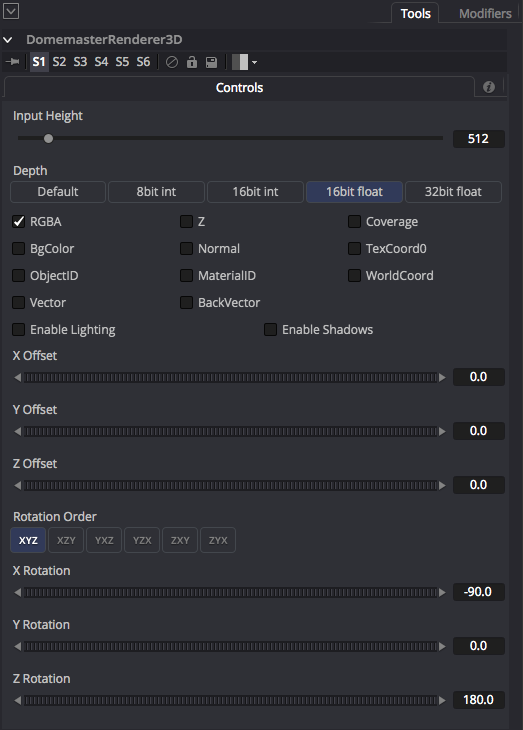 Tools Modifiers
DomemasterRenderer3D
S1 S2 S3 S4 S5 S6
Controls
Input Height
512
Depth
Default 8bit int 16bit int 16bit float 32bit float
RGBA Z Coverage
BgColor Normal TexCoord0
ObjectID MaterialID WorldCoord
Vector BackVector
Enable Lighting Enable Shadows
X Offset
0.0
Y Offset
0.0
Z Offset
0.0
Rotation Order
XYZ XZY YXZ YZX ZXY ZYX
X Rotation
-90.0
Y Rotation
0.0
Z Rotation
180.0